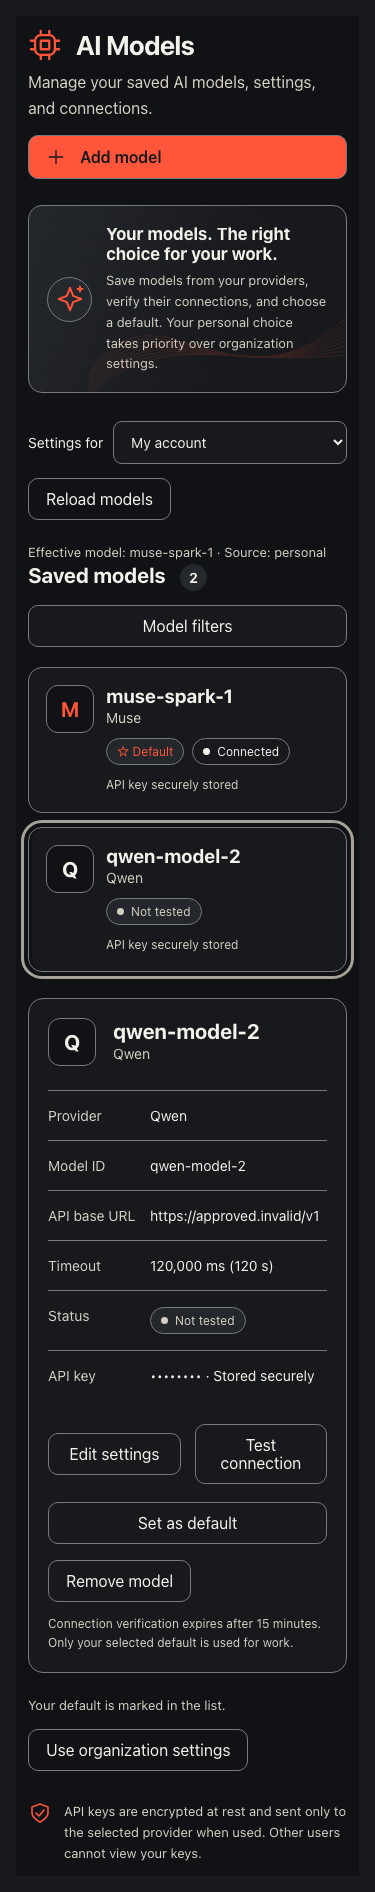 AI Models
Manage your saved AI models, settings,
and connections.
Add model
Your models. The right
choice for your work.
Save models from your providers,
verify their connections, and choose
a default. Your personal choice
takes priority over organization
settings.
Settings for My account
Reload models
Effective model: muse-spark-1 · Source: personal
Saved models 2
Model filters
M
muse-spark-1
Muse
Default Connected
API key securely stored
Q
qwen-model-2
Qwen
Not tested
API key securely stored
Q
qwen-model-2
Qwen
Provider Qwen
Model ID qwen-model-2
API base URL https://approved.invalid/v1
Timeout 120,000 ms (120 s)
Status Not tested
API key •••••••• · Stored securely
Edit settings
Test
connection
Set as default
Remove model
Connection verification expires after 15 minutes.
Only your selected default is used for work.
Your default is marked in the list.
Use organization settings
API keys are encrypted at rest and sent only to
the selected provider when used. Other users
cannot view your keys.